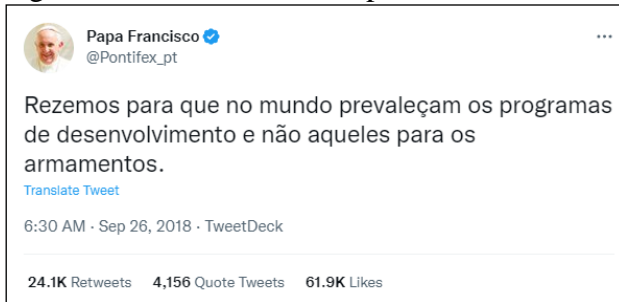 Papa Francisco
@Pontifex_pt
Rezemos para que no mundo prevaleçam os programas
de desenvolvimento e não aqueles para os
armamentos.
Translate Tweet
6:30 AM · Sep 26, 2018 · TweetDeck
24.1K Retweets 4,156 Quote Tweets 61.9K Likes